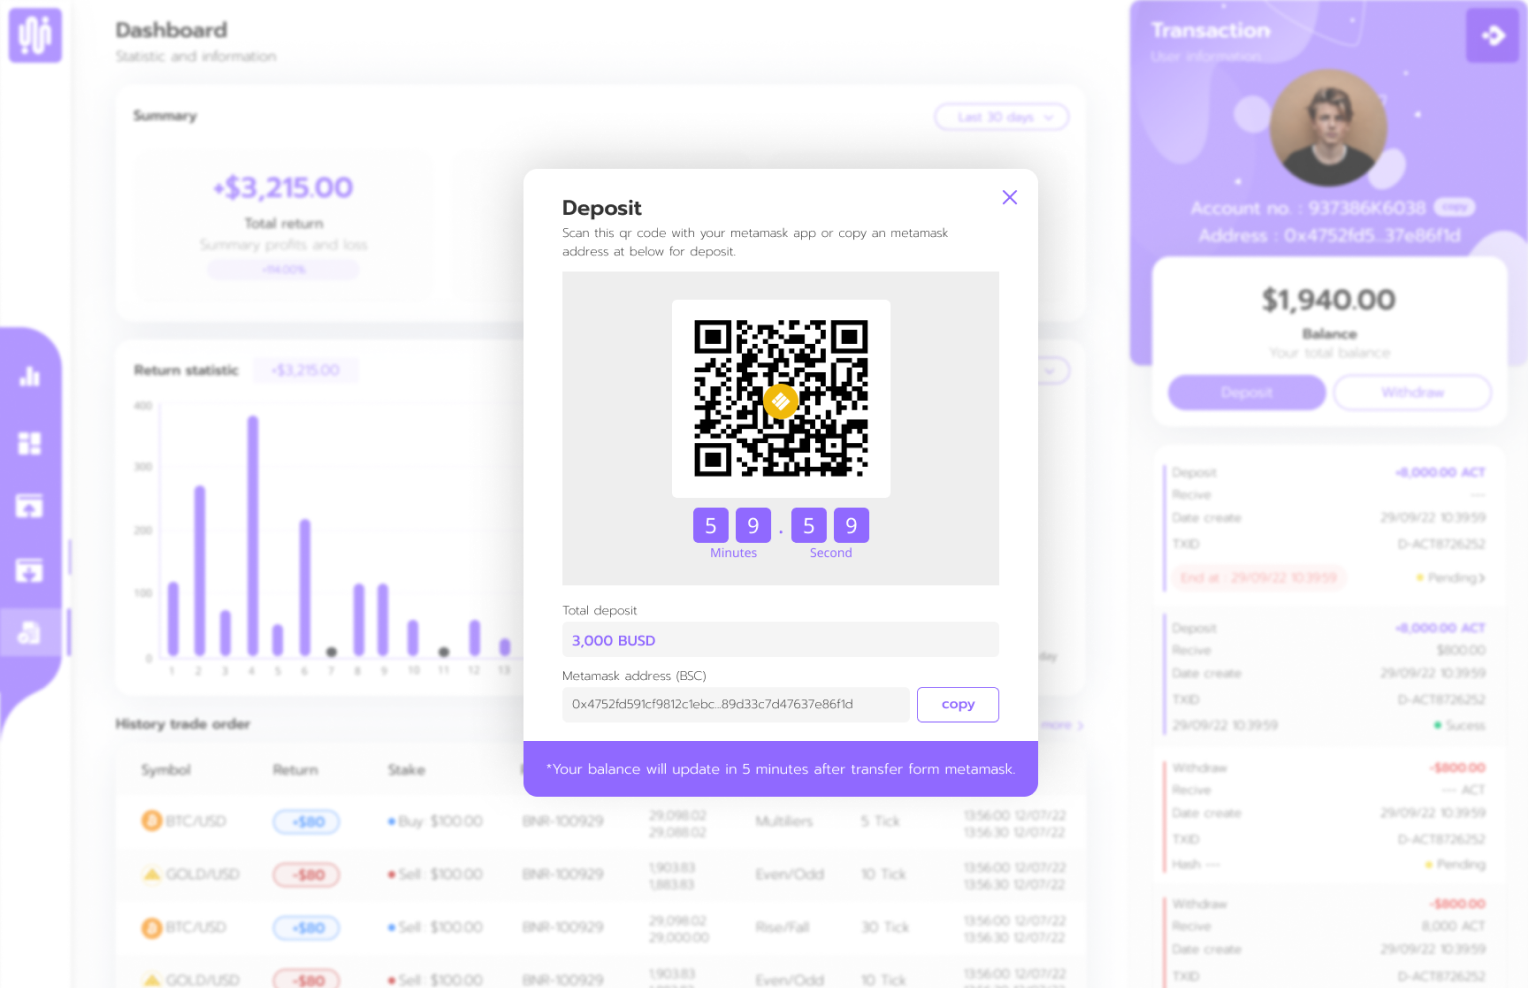 Dashboard
Statistic and information
Summary
Last 30 days
+$3,215.00
Total return
Summary profits and loss
Return statistic
+$3,215.00
400
300
200
100
0
1 2 3 4 5 6 7 8 9 10 11 12 13
day
History trade order
more >
Symbol Return Stake
BTC/USD +$80 Buy: $100.00 BNR-100929 29,098.02 Multiliers 5 Tick 13:56:00 12/07/22
29,088.02 13:56:30 12/07/22
GOLD/USD -$80 Sell : $100.00 BNR-100929 1,903.83 Even/Odd 10 Tick 13:56:00 12/07/22
1,883.83 13:56:30 12/07/22
BTC/USD +$80 Sell : $100.00 BNR-100929 29,098.02 Rise/Fall 30 Tick 13:56:00 12/07/22
29,000.00 13:56:30 12/07/22
GOLD/USD -$80 Sell : $100.00 BNR-100929 1,903.83 Even/Odd 10 Tick 13:56:00 12/07/22
Deposit
Scan this qr code with your metamask app or copy an metamask
address at below for deposit.
5 9 . 5 9
Minutes Second
Total deposit
3,000 BUSD
Metamask address (BSC)
0x4752fd591cf9812c1ebc...89d33c7d47637e86f1d
copy
*Your balance will update in 5 minutes after transfer form metamask.
Transaction
User information
Account no. : 937386K6038 copy
Address : 0x4752fd5...37e86f1d
$1,940.00
Balance
Your total balance
Deposit Withdraw
Deposit +8,000.00 ACT
Recive ---
Date create 29/09/22 10:39:59
TXID D-ACT8726252
End at : 29/09/22 10:39:59 Pending >
Deposit +8,000.00 ACT
Recive $800.00
Date create 29/09/22 10:39:59
TXID D-ACT8726252
29/09/22 10:39:59 Sucess
Withdraw -$800.00
Recive --- ACT
Date create 29/09/22 10:39:59
TXID D-ACT8726252
Hash --- Pending
Withdraw -$800.00
Recive 8,000 ACT
Date create 29/09/22 10:39:59
TXID D-ACT8726252